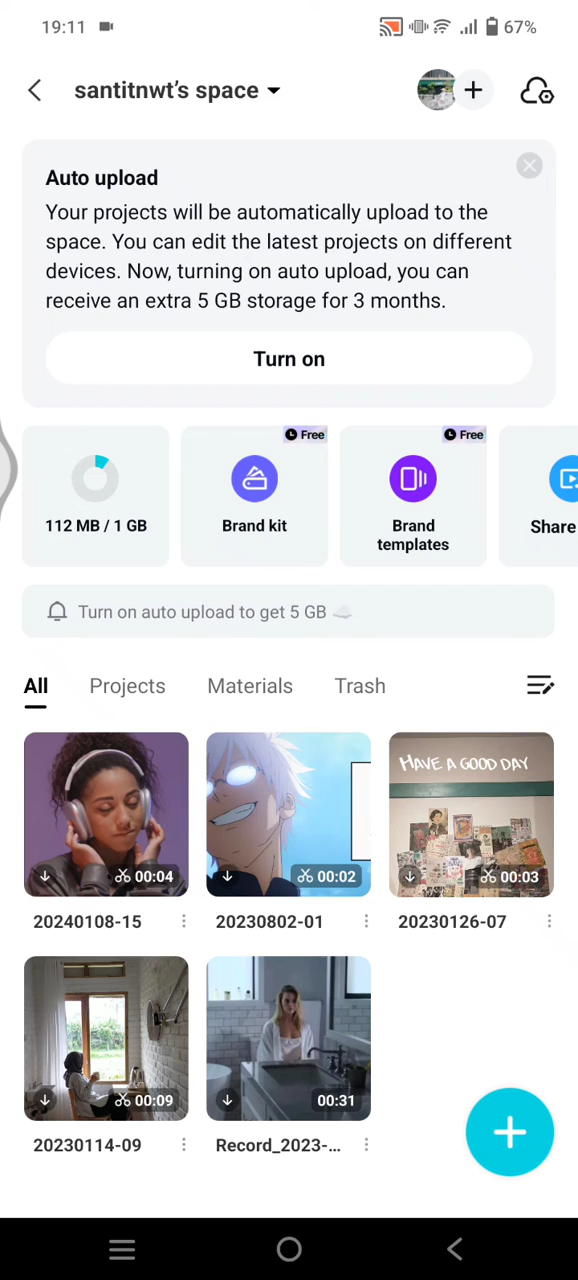 19:11
67%
santitnwt's space
Auto upload
Your projects will be automatically upload to the
space. You can edit the latest projects on different
devices. Now, turning on auto upload, you can
receive an extra 5 GB storage for 3 months.
Turn on
112 MB / 1 GB
Free
Brand kit
Free
Brand
templates
Share
Turn on auto upload to get 5 GB
All
Projects
Materials
Trash
00:04
00:02
HAVE A GOOD DAY
00:03
20240108-15
20230802-01
20230126-07
00:09
00:31
20230114-09
Record_2023-...